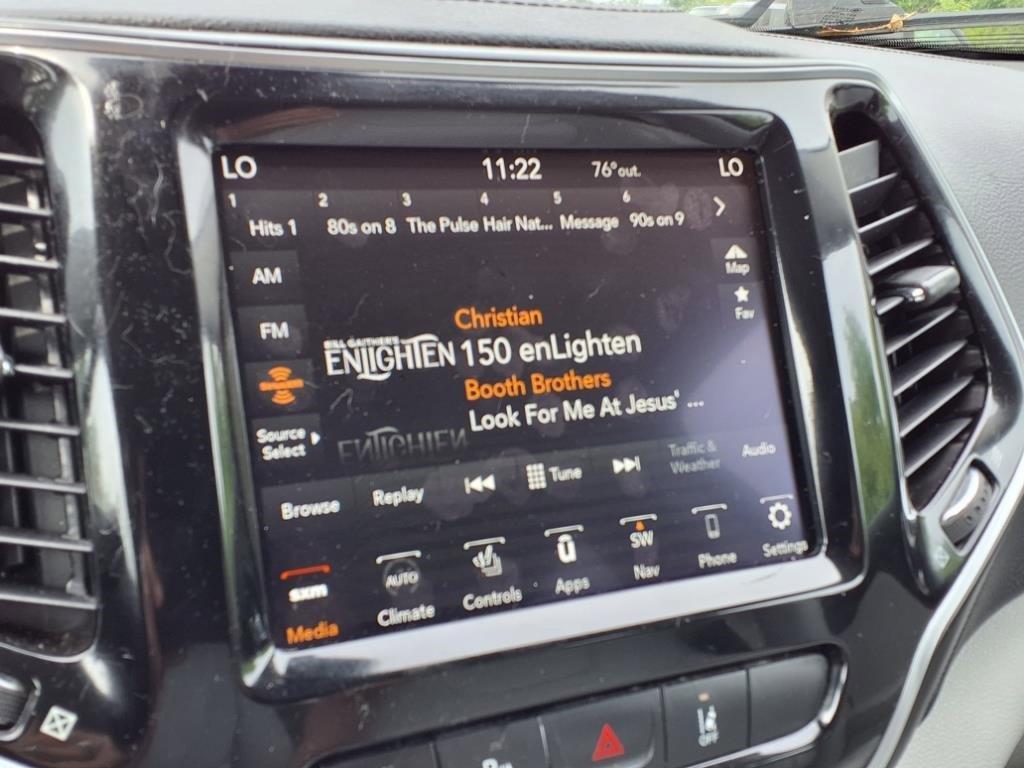 LO 11:22 76° out. LO
1 2 3 4 5 6
Hits 1 80s on 8 The Pulse Hair Nat... Message 90s on 9
AM
Map
Fav
FM
Christian
BILL GAITHER'S
ENLIGHTEN 150 enLighten
Booth Brothers
Look For Me At Jesus' ...
Source
Select
ENLIGHTEN
Browse Replay Tune Traffic &
Weather Audio
sxm AUTO SW
Media Climate Controls Apps Nav Phone Settings
OFF